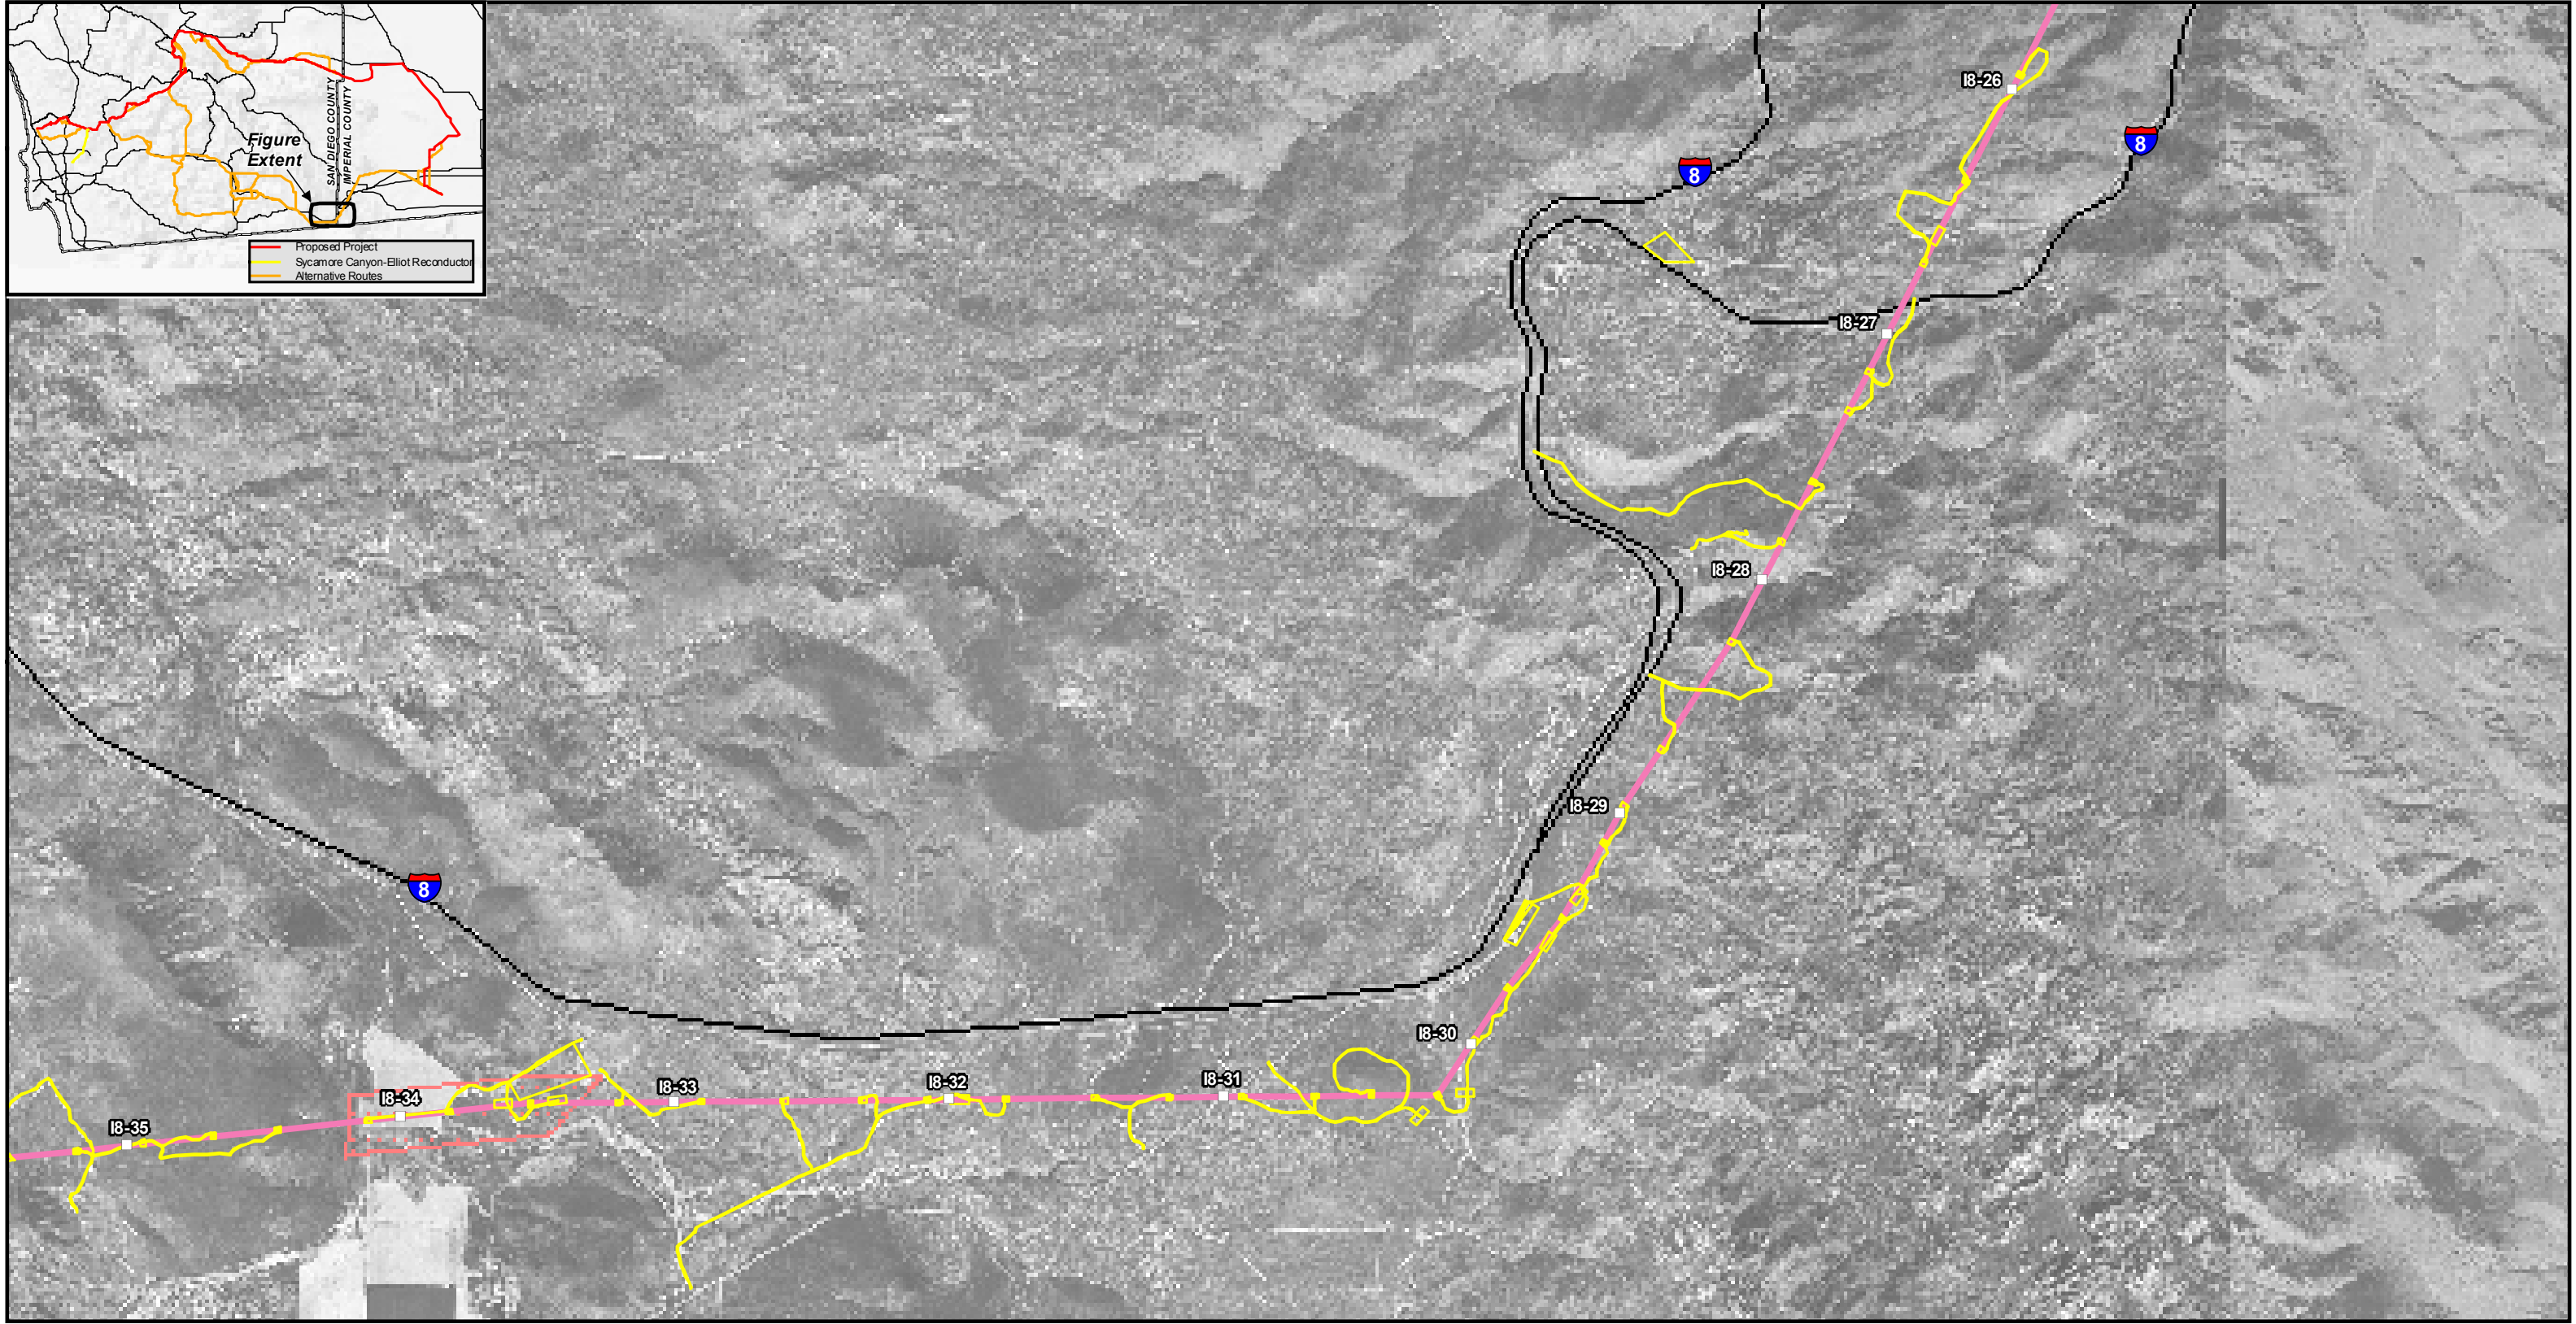 Figure
Extent
SAN DIEGO COUNTY
IMPERIAL COUNTY
Proposed Project
Sycamore Canyon-Elliot Reconductor
Alternative Routes
I8-26
8
8
I8-27
I8-28
I8-29
8
I8-30
I8-31
I8-32
I8-33
I8-34
I8-35